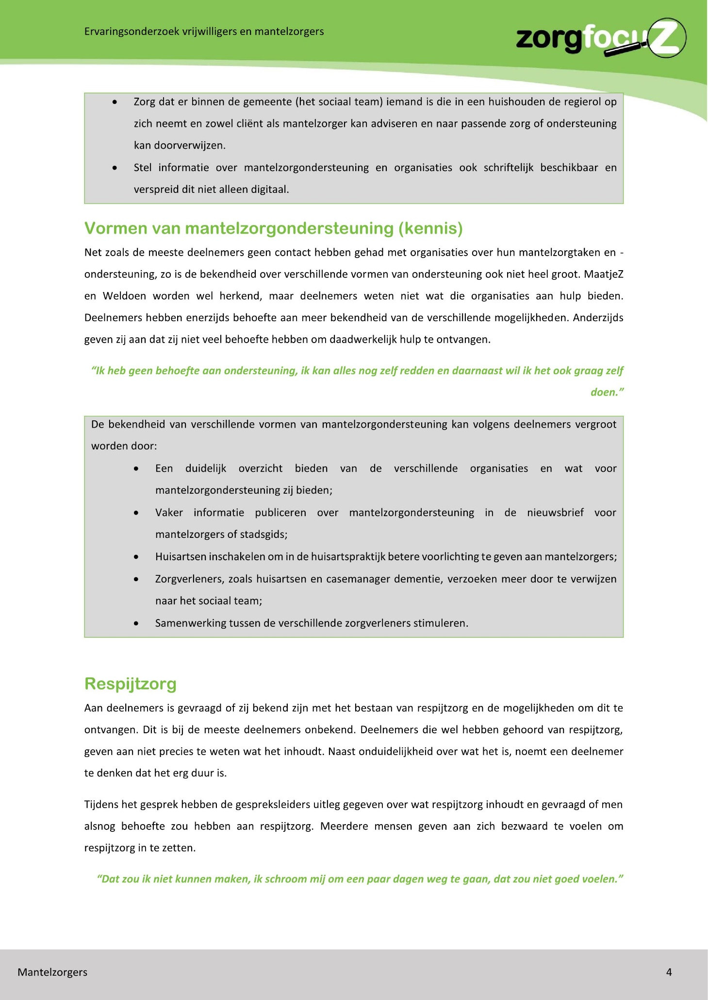 Ervaringsonderzoek vrijwilligers en mantelzorgers
zorgfocuZ
• Zorg dat er binnen de gemeente (het sociaal team) iemand is die in een huishouden de regierol op
zich neemt en zowel cliënt als mantelzorger kan adviseren en naar passende zorg of ondersteuning
kan doorverwijzen.
• Stel informatie over mantelzorgondersteuning en organisaties ook schriftelijk beschikbaar en
verspreid dit niet alleen digitaal.
Vormen van mantelzorgondersteuning (kennis)
Net zoals de meeste deelnemers geen contact hebben gehad met organisaties over hun mantelzorgtaken en -
ondersteuning, zo is de bekendheid over verschillende vormen van ondersteuning ook niet heel groot. MaatjeZ
en Weldoen worden wel herkend, maar deelnemers weten niet wat die organisaties aan hulp bieden.
Deelnemers hebben enerzijds behoefte aan meer bekendheid van de verschillende mogelijkheden. Anderzijds
geven zij aan dat zij niet veel behoefte hebben om daadwerkelijk hulp te ontvangen.
“Ik heb geen behoefte aan ondersteuning, ik kan alles nog zelf redden en daarnaast wil ik het ook graag zelf
doen.”
De bekendheid van verschillende vormen van mantelzorgondersteuning kan volgens deelnemers vergroot
worden door:
• Een duidelijk overzicht bieden van de verschillende organisaties en wat voor
mantelzorgondersteuning zij bieden;
• Vaker informatie publiceren over mantelzorgondersteuning in de nieuwsbrief voor
mantelzorgers of stadsgids;
• Huisartsen inschakelen om in de huisartspraktijk betere voorlichting te geven aan mantelzorgers;
• Zorgverleners, zoals huisartsen en casemanager dementie, verzoeken meer door te verwijzen
naar het sociaal team;
• Samenwerking tussen de verschillende zorgverleners stimuleren.
Respijtzorg
Aan deelnemers is gevraagd of zij bekend zijn met het bestaan van respijtzorg en de mogelijkheden om dit te
ontvangen. Dit is bij de meeste deelnemers onbekend. Deelnemers die wel hebben gehoord van respijtzorg,
geven aan niet precies te weten wat het inhoudt. Naast onduidelijkheid over wat het is, noemt een deelnemer
te denken dat het erg duur is.
Tijdens het gesprek hebben de gespreksleiders uitleg gegeven over wat respijtzorg inhoudt en gevraagd of men
alsnog behoefte zou hebben aan respijtzorg. Meerdere mensen geven aan zich bezwaard te voelen om
respijtzorg in te zetten.
“Dat zou ik niet kunnen maken, ik schroom mij om een paar dagen weg te gaan, dat zou niet goed voelen.”
Mantelzorgers
4